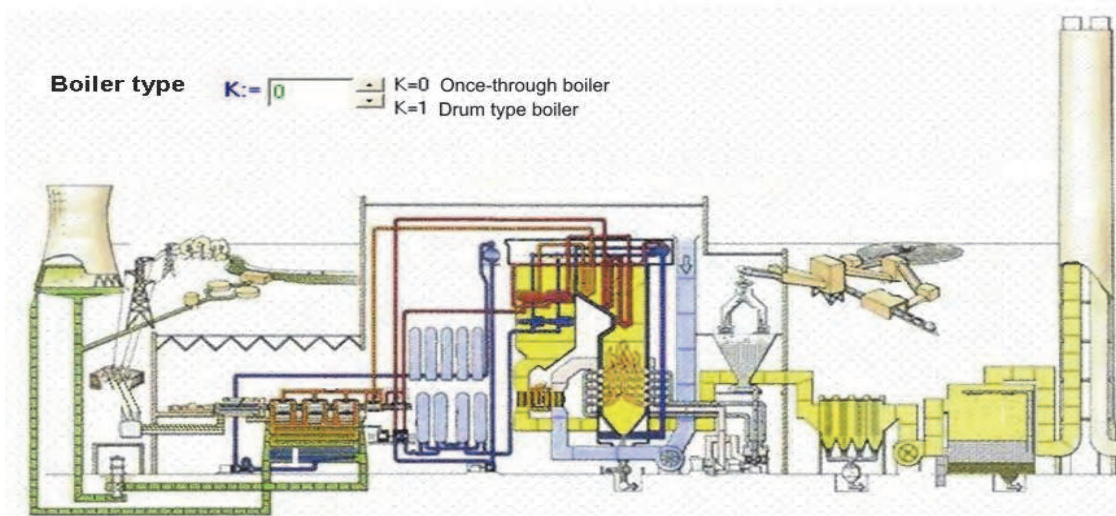 Boiler type K:= 0 K=0 Once-through boiler
K=1 Drum type boiler